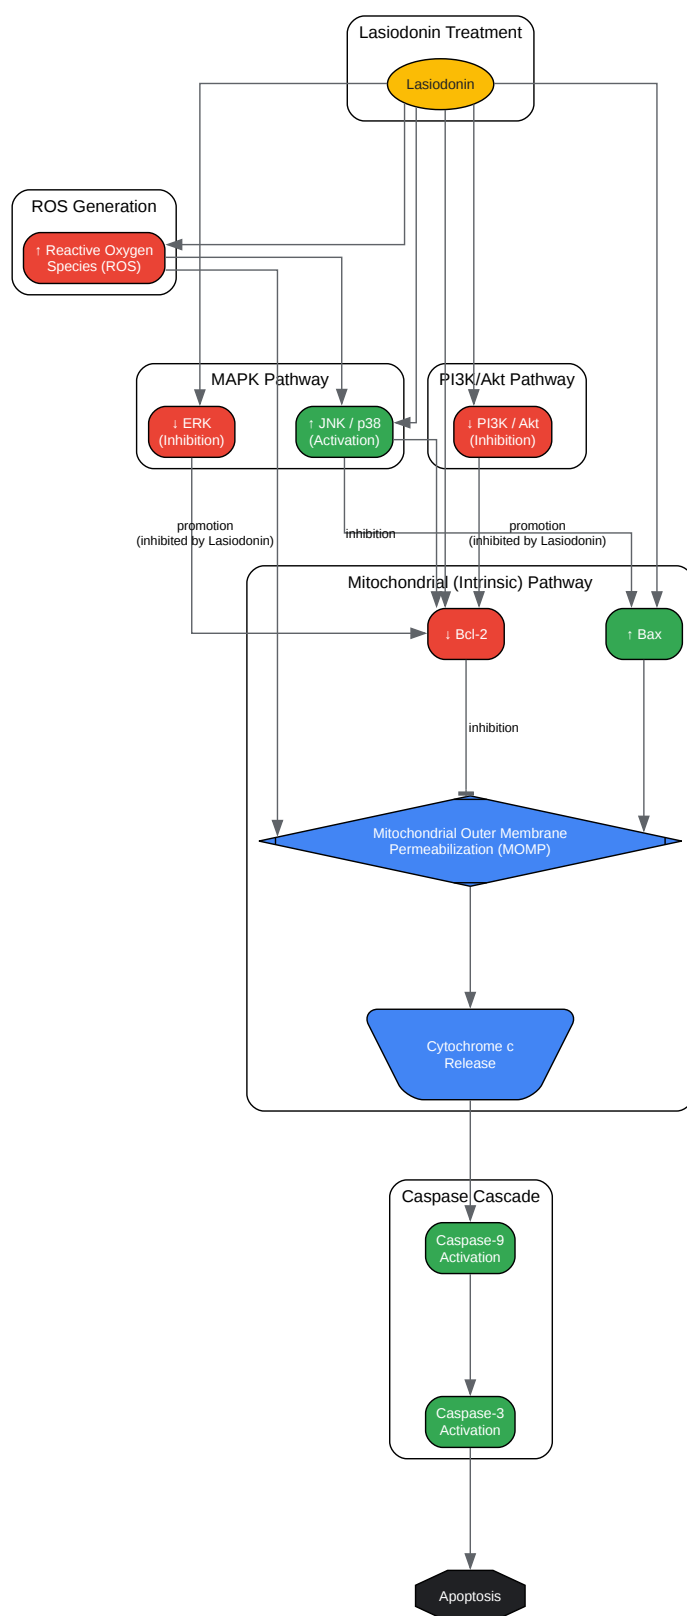 Lasiodonin Treatment
Lasiodonin
ROS Generation
↑ Reactive Oxygen
Species (ROS)
MAPK Pathway
PI3K/Akt Pathway
↓ ERK
(Inhibition)
↑ JNK / p38
(Activation)
↓ PI3K / Akt
(Inhibition)
promotion
(inhibited by Lasiodonin)
inhibition
promotion
(inhibited by Lasiodonin)
Mitochondrial (Intrinsic) Pathway
↓ Bcl-2
↑ Bax
inhibition
Mitochondrial Outer Membrane
Permeabilization (MOMP)
Cytochrome c
Release
Caspase Cascade
Caspase-9
Activation
Caspase-3
Activation
Apoptosis